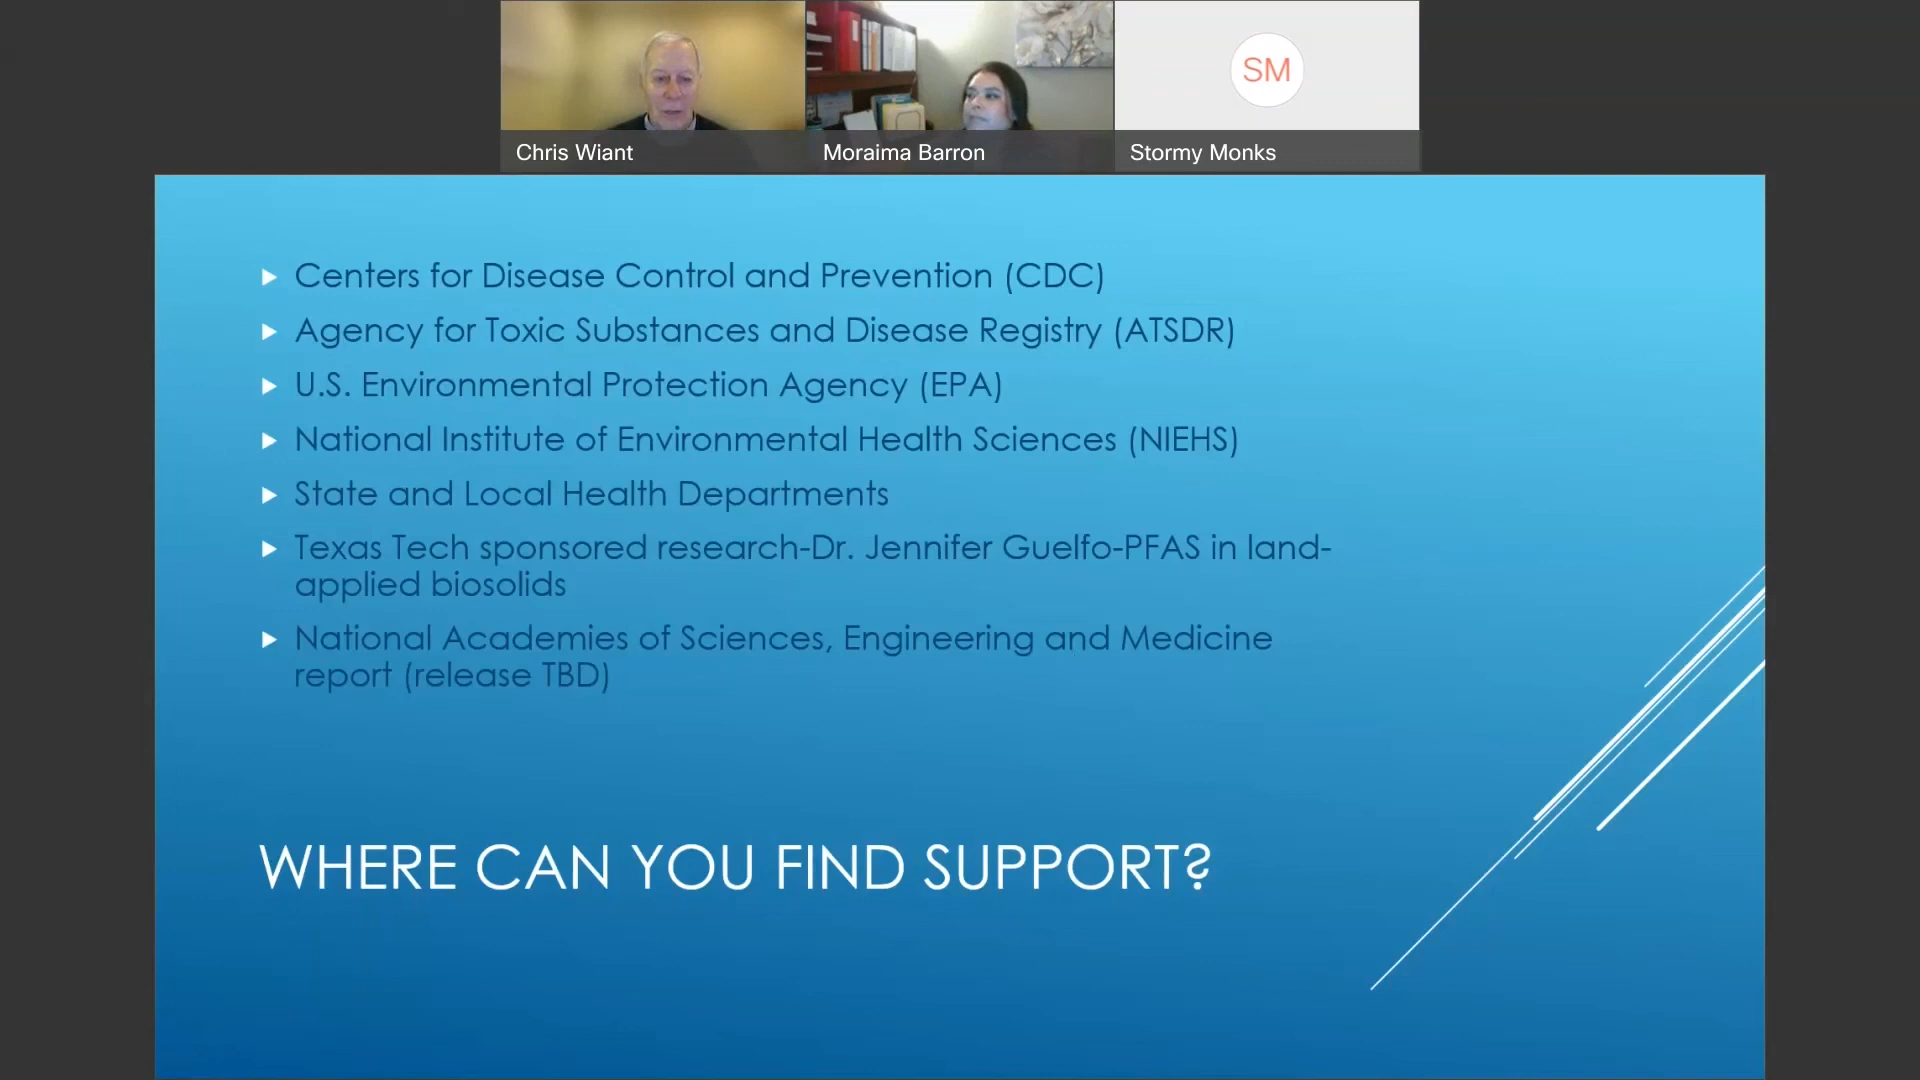 SM
Chris Wiant
Moraima Barron
Stormy Monks
Centers for Disease Control and Prevention (CDC)
Agency for Toxic Substances and Disease Registry (ATSDR)
U.S. Environmental Protection Agency (EPA)
National Institute of Environmental Health Sciences (NIEHS)
State and Local Health Departments
Texas Tech sponsored research-Dr. Jennifer Guelfo-PFAS in land-
applied biosolids
National Academies of Sciences, Engineering and Medicine
report (release TBD)
WHERE CAN YOU FIND SUPPORT?